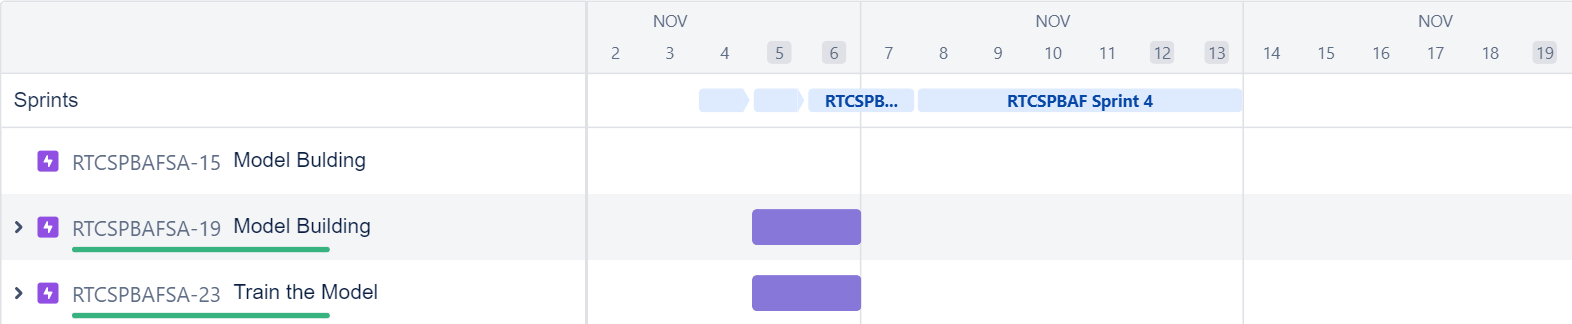 NOV NOV NOV
2 3 4 5 6 7 8 9 10 11 12 13 14 15 16 17 18 19
Sprints RTCSPB... RTCSPBAF Sprint 4
RTCSPBAFSA-15 Model Bulding
RTCSPBAFSA-19 Model Building
RTCSPBAFSA-23 Train the Model